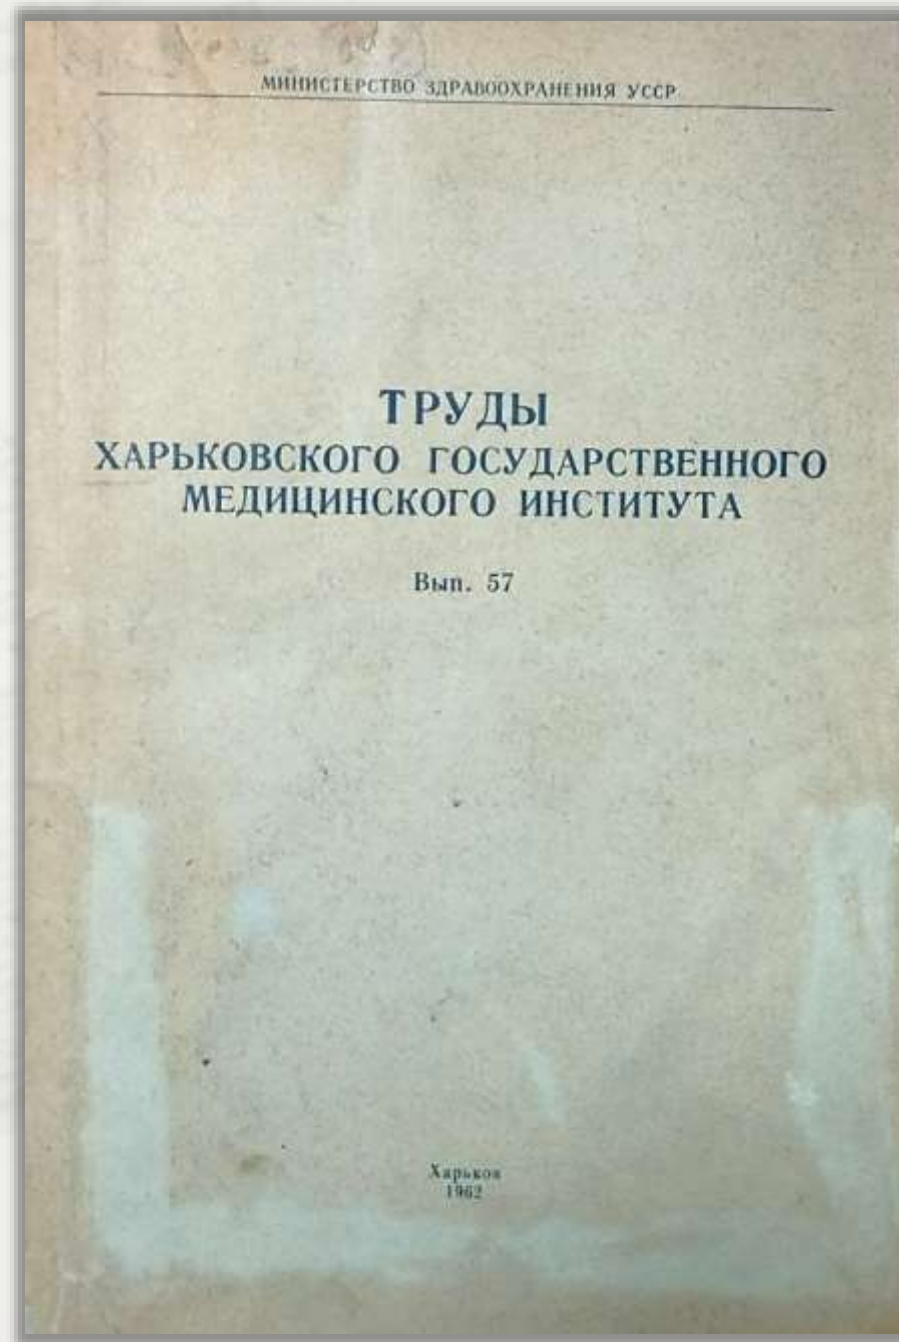 МИНИСТЕРСТВО ЗДРАВООХРАНЕНИЯ УССР
ТРУДЫ
ХАРЬКОВСКОГО ГОСУДАРСТВЕННОГО
МЕДИЦИНСКОГО ИНСТИТУТА
Вып. 57
Харьков
1962